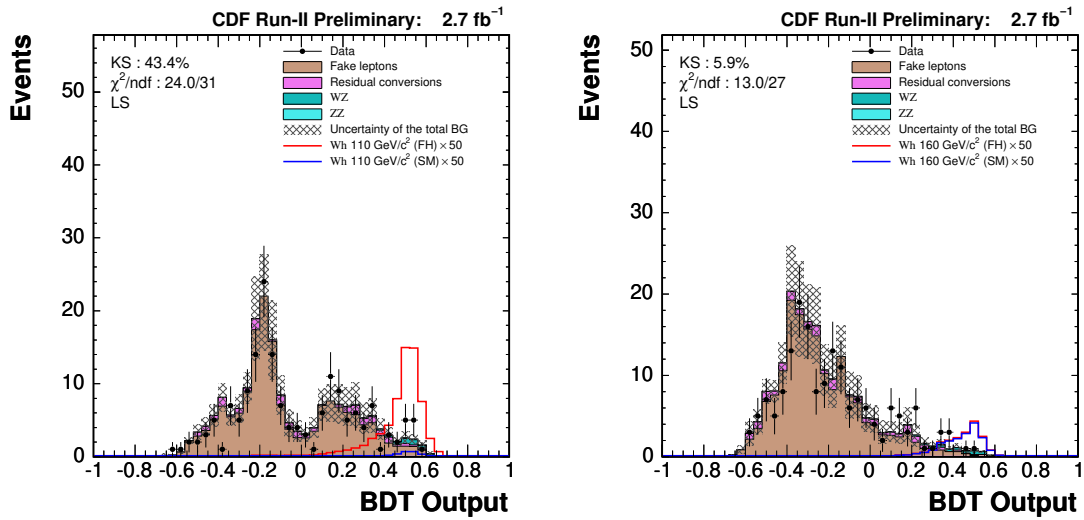 CDF Run-II Preliminary: 2.7 fb⁻¹
Events
KS : 43.4%
χ²/ndf : 24.0/31
LS
Data
Fake leptons
Residual conversions
WZ
ZZ
Uncertainty of the total BG
Wh 110 GeV/c² (FH)×50
Wh 110 GeV/c² (SM)×50
50
40
30
20
10
0
-1 -0.8 -0.6 -0.4 -0.2 0 0.2 0.4 0.6 0.8 1
BDT Output
CDF Run-II Preliminary: 2.7 fb⁻¹
Events
KS : 5.9%
χ²/ndf : 13.0/27
LS
Data
Fake leptons
Residual conversions
WZ
ZZ
Uncertainty of the total BG
Wh 160 GeV/c² (FH)×50
Wh 160 GeV/c² (SM)×50
50
40
30
20
10
0
-1 -0.8 -0.6 -0.4 -0.2 0 0.2 0.4 0.6 0.8 1
BDT Output